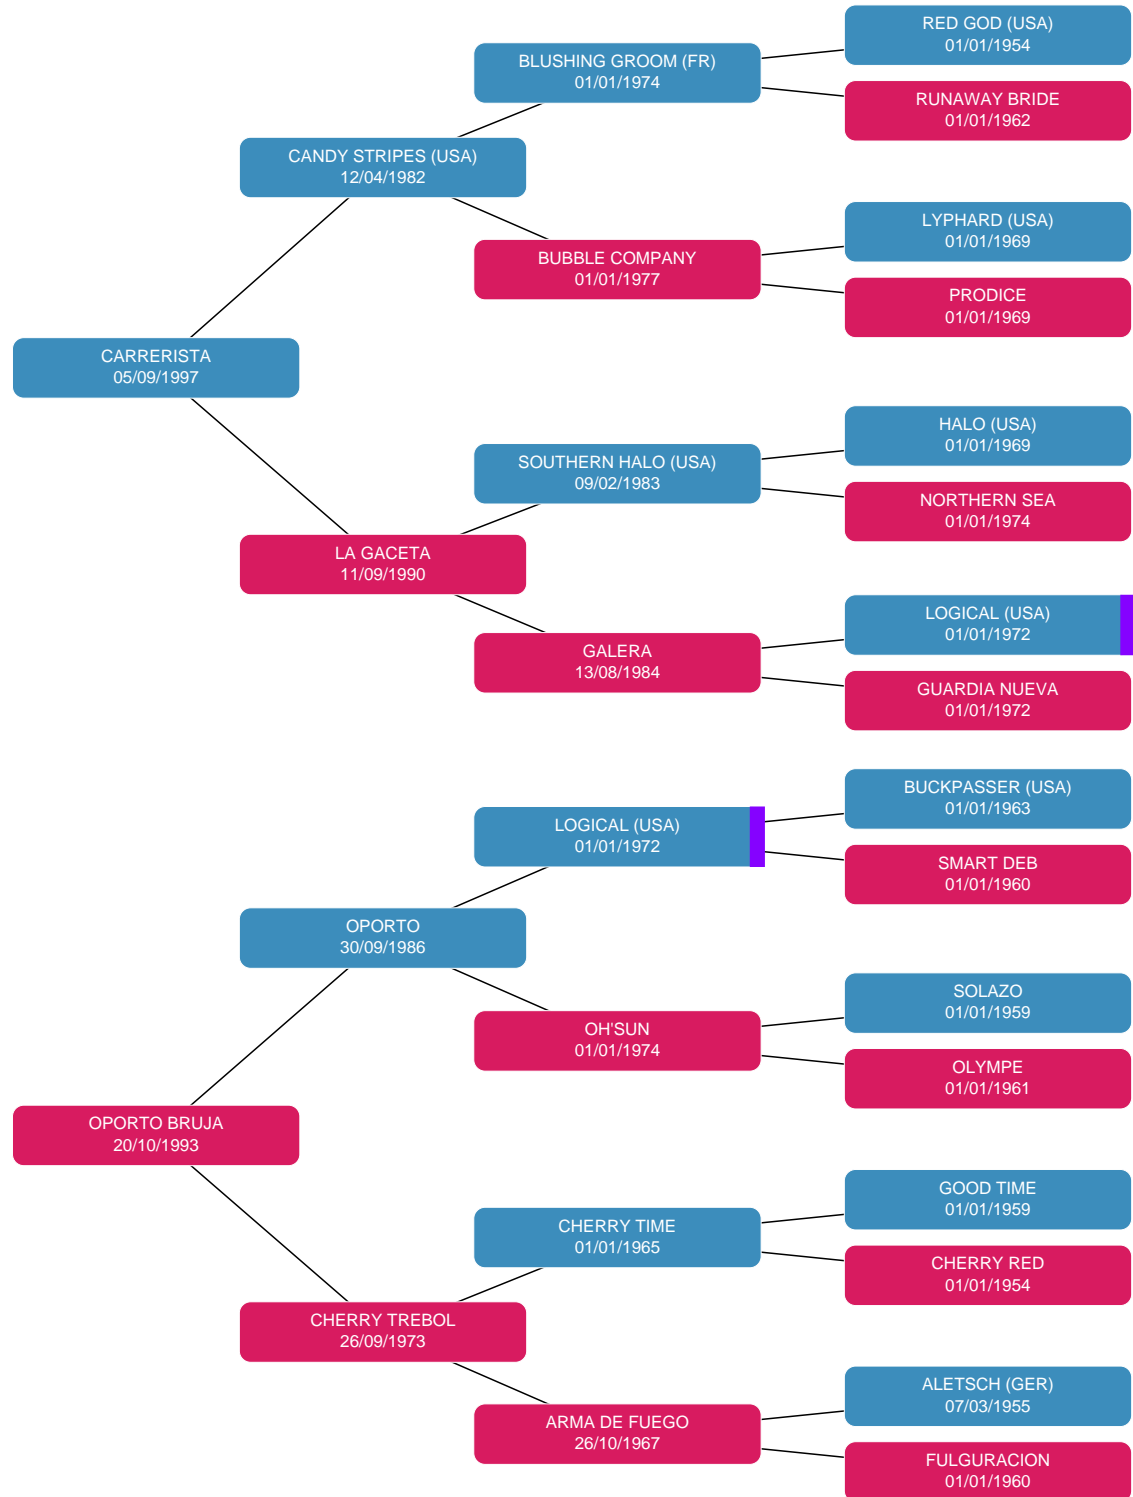 RED GOD (USA)
01/01/1954
BLUSHING GROOM (FR)
01/01/1974
RUNAWAY BRIDE
01/01/1962
CANDY STRIPES (USA)
12/04/1982
LYPHARD (USA)
01/01/1969
BUBBLE COMPANY
01/01/1977
PRODICE
01/01/1969
CARRERISTA
05/09/1997
HALO (USA)
01/01/1969
SOUTHERN HALO (USA)
09/02/1983
NORTHERN SEA
01/01/1974
LA GACETA
11/09/1990
LOGICAL (USA)
01/01/1972
GALERA
13/08/1984
GUARDIA NUEVA
01/01/1972
BUCKPASSER (USA)
01/01/1963
LOGICAL (USA)
01/01/1972
SMART DEB
01/01/1960
OPORTO
30/09/1986
SOLAZO
01/01/1959
OH'SUN
01/01/1974
OLYMPE
01/01/1961
OPORTO BRUJA
20/10/1993
GOOD TIME
01/01/1959
CHERRY TIME
01/01/1965
CHERRY RED
01/01/1954
CHERRY TREBOL
26/09/1973
ALETSCH (GER)
07/03/1955
ARMA DE FUEGO
26/10/1967
FULGURACION
01/01/1960